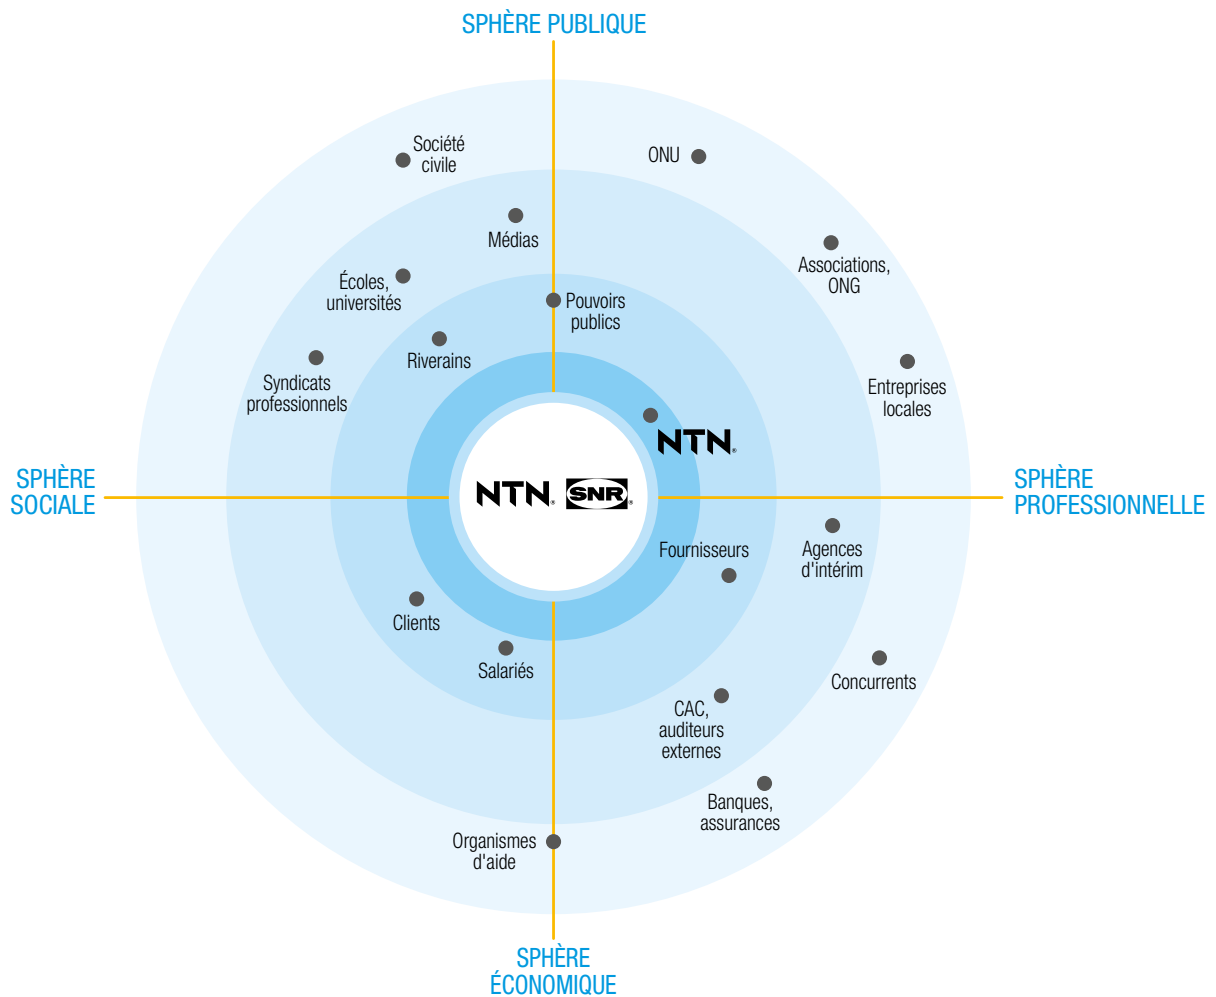 SPHÈRE PUBLIQUE
Société
civile
ONU
Médias
Associations,
ONG
Écoles,
universités
Pouvoirs
publics
Riverains
Syndicats
professionnels
Entreprises
locales
NTN®
SPHÈRE
SOCIALE
NTN® SNR®
SPHÈRE
PROFESSIONNELLE
Fournisseurs
Agences
d'intérim
Clients
Salariés
Concurrents
CAC,
auditeurs
externes
Banques,
assurances
Organismes
d'aide
SPHÈRE
ÉCONOMIQUE